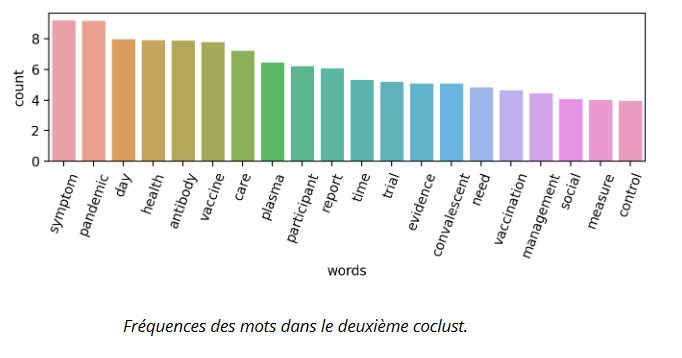 8
6
4
2
0
count
symptom
pandemic
day
health
antibody
vaccine
care
plasma
participant
report
time
trial
evidence
convalescent
need
vaccination
management
social
measure
control
words
Fréquences des mots dans le deuxième coclust.